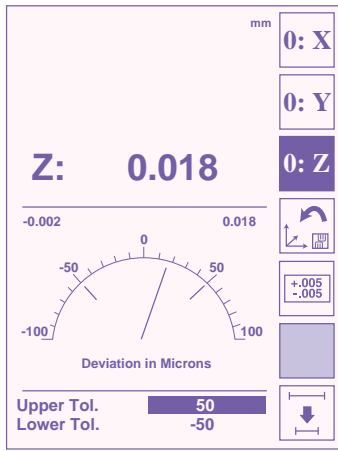 mm
0: X
0: Y
Z: 0.018
0: Z
-0.002 0.018
0
-50 50
-100 100
+.005
-.005
Deviation in Microns
Upper Tol. 50
Lower Tol. -50